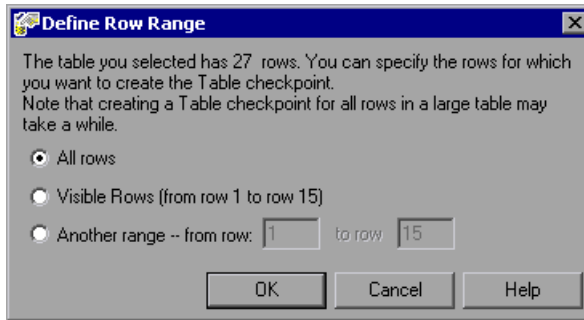 Define Row Range
The table you selected has 27 rows. You can specify the rows for which
you want to create the Table checkpoint.
Note that creating a Table checkpoint for all rows in a large table may
take a while.
All rows
Visible Rows (from row 1 to row 15)
Another range -- from row: 1 to row 15
OK Cancel Help